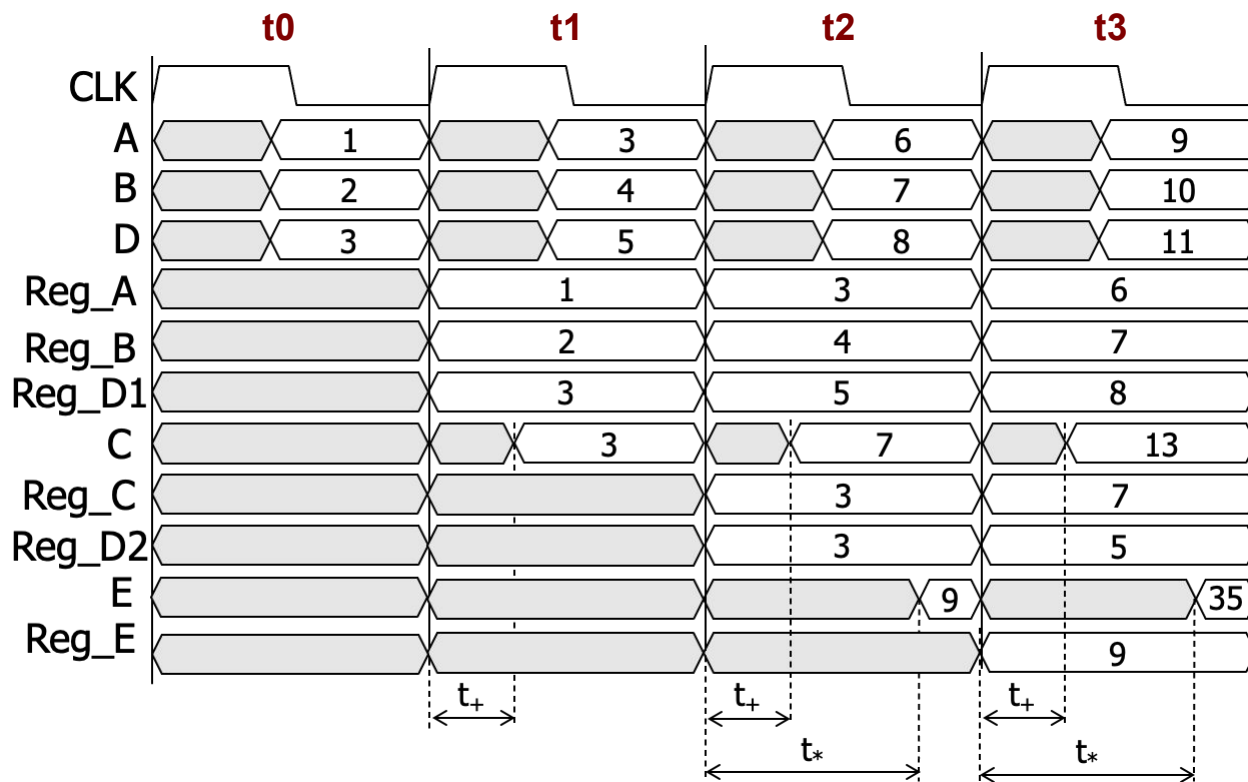 t0 t1 t2 t3
CLK
A 1 3 6 9
B 2 4 7 10
D 3 5 8 11
Reg_A 1 3 6
Reg_B 2 4 7
Reg_D1 3 5 8
C 3 7 13
Reg_C 3 7
Reg_D2 3 5
E 9 35
Reg_E 9
t+ t+ t+
t* t*